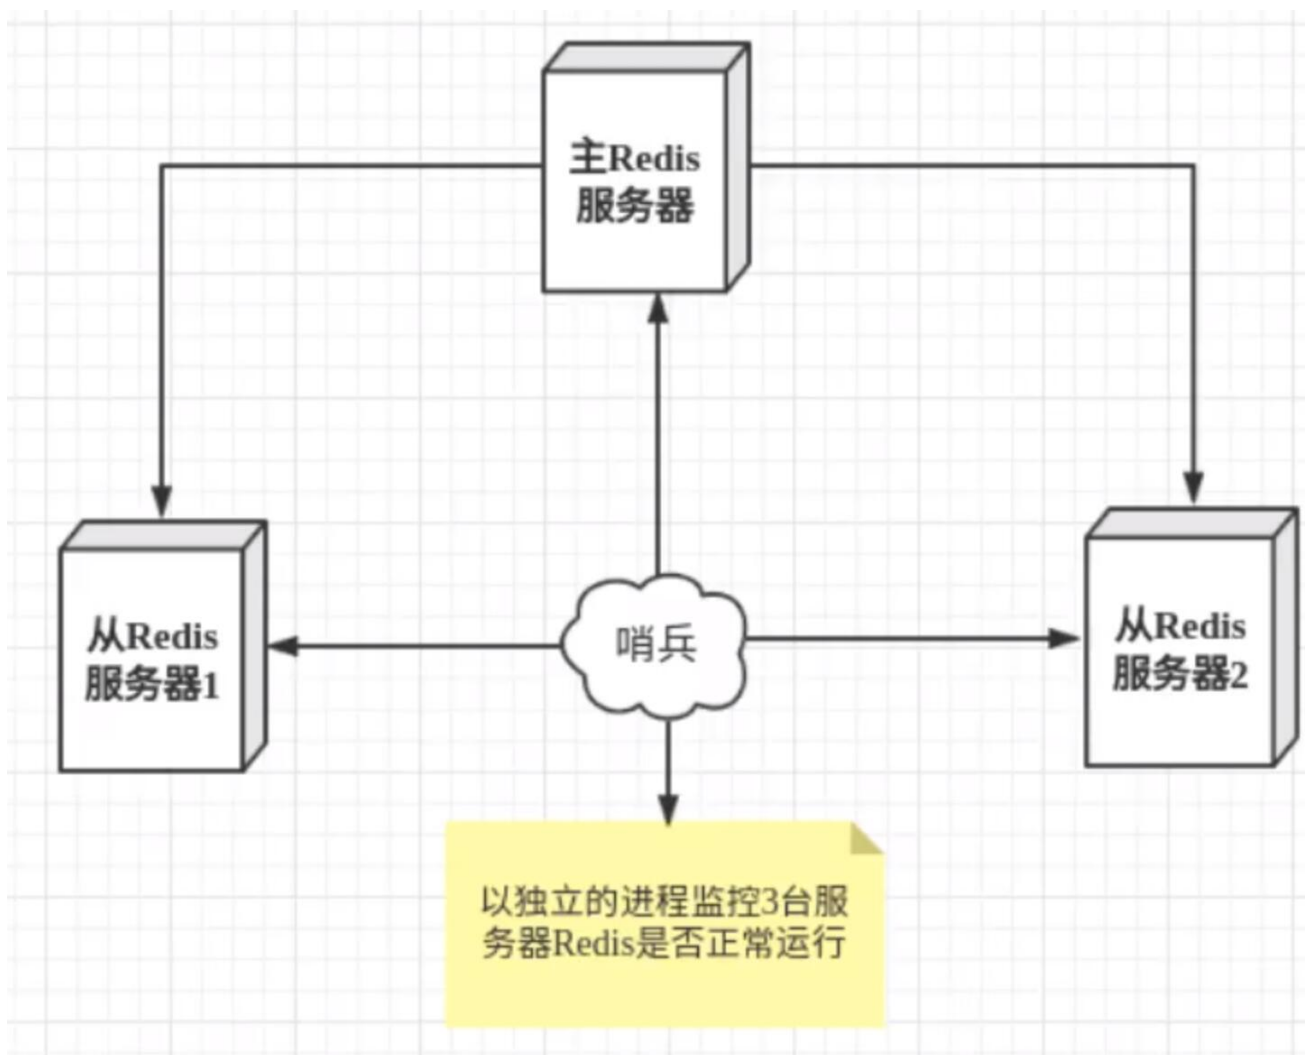 主Redis
服务器
从Redis
服务器1
哨兵
从Redis
服务器2
以独立的进程监控3台服
务器Redis是否正常运行